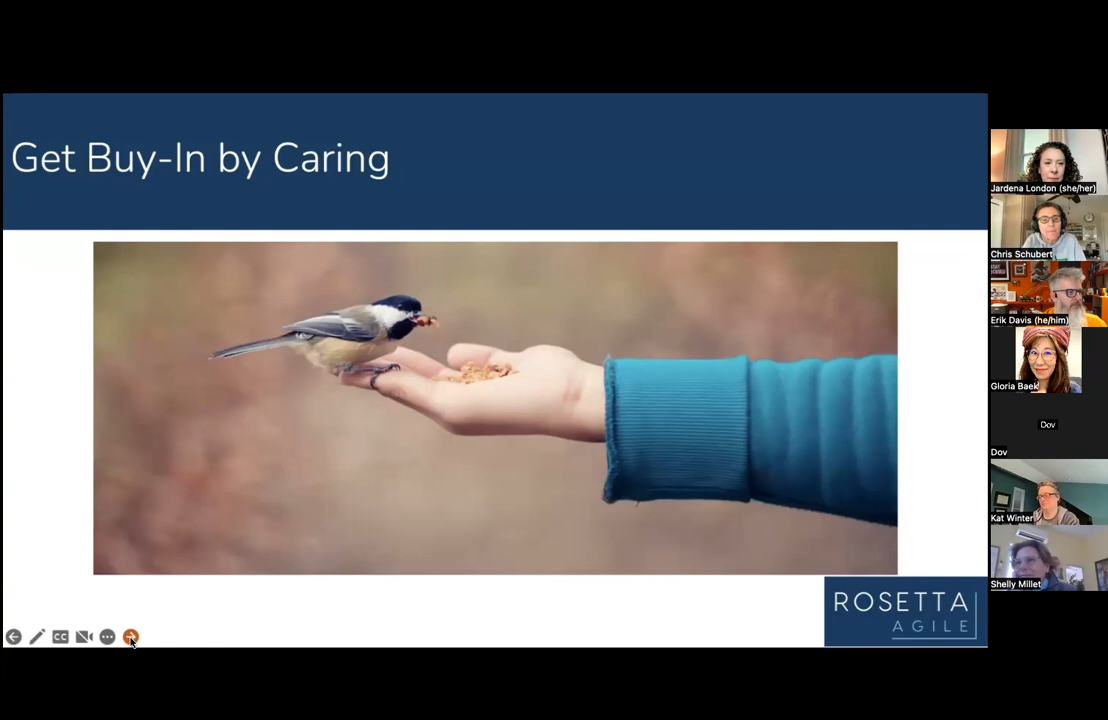 Get Buy-In by Caring
ROSETTA
AGILE
CC
Jardena London (she/her)
Chris Schubert
Erik Davis (he/him)
Gloria Baek
Dov
Dov
Kat Winter
Shelly Millet